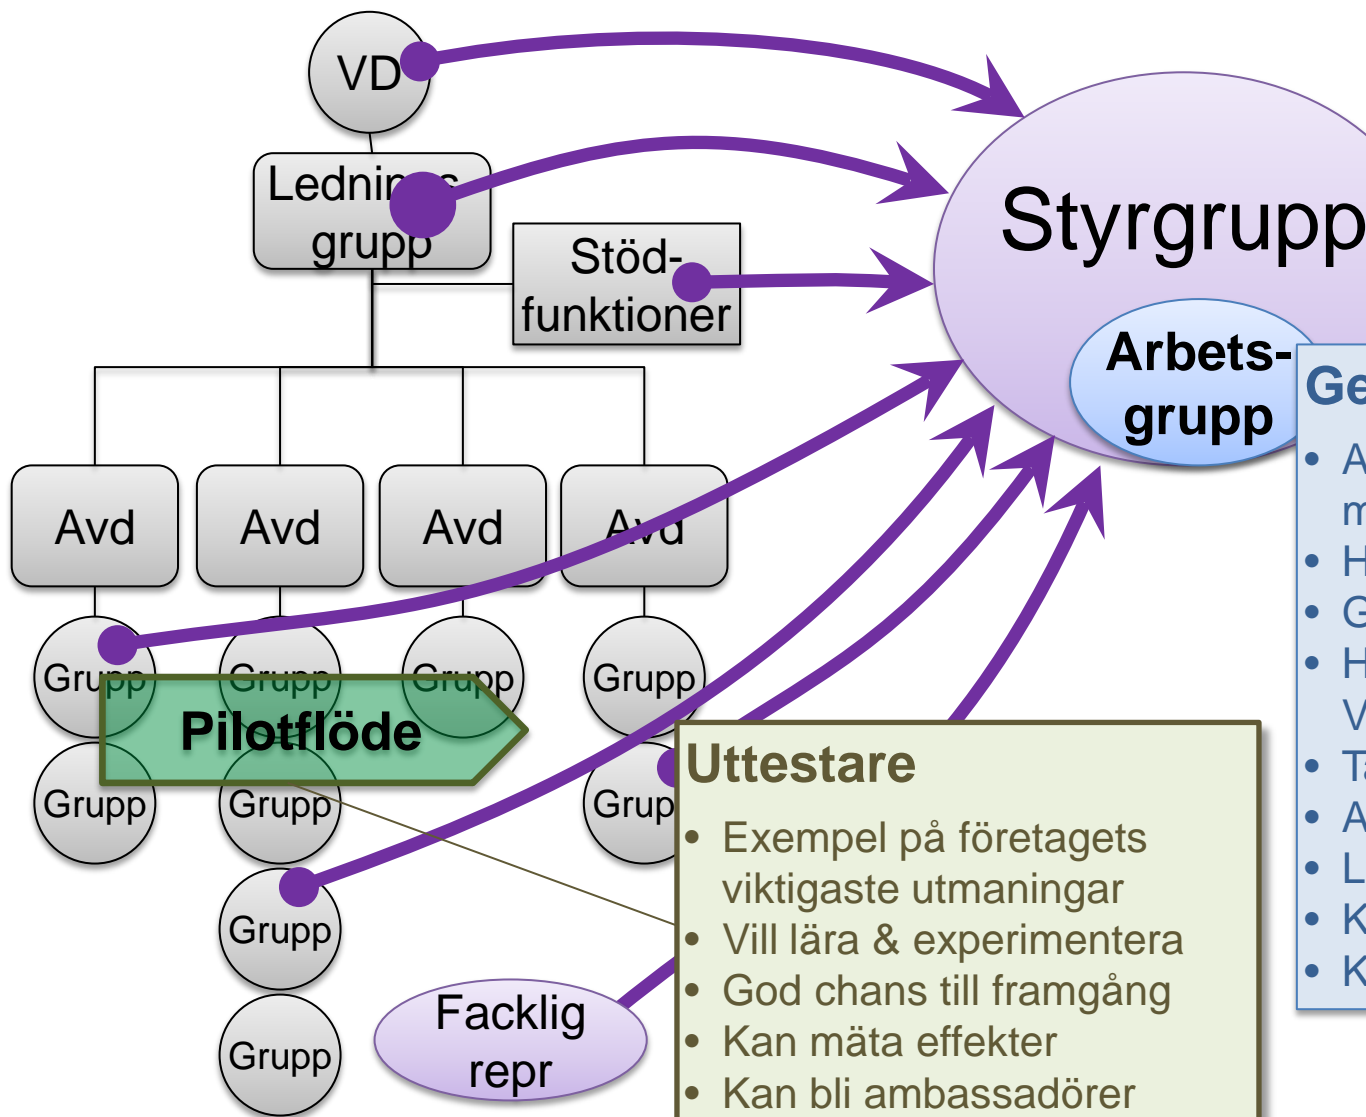 VD
Lednings
grupp
Stöd-
funktioner
Styrgrupp
Arbets-
grupp
Avd
Avd
Avd
Avd
Grupp
Grupp
Grupp
Grupp
Pilotflöde
Grupp
Grupp
Grupp
Grupp
Grupp
Facklig
repr
Uttestare
• Exempel på företagets
viktigaste utmaningar
• Vill lära & experimentera
• God chans till framgång
• Kan mäta effekter
• Kan bli ambassadörer